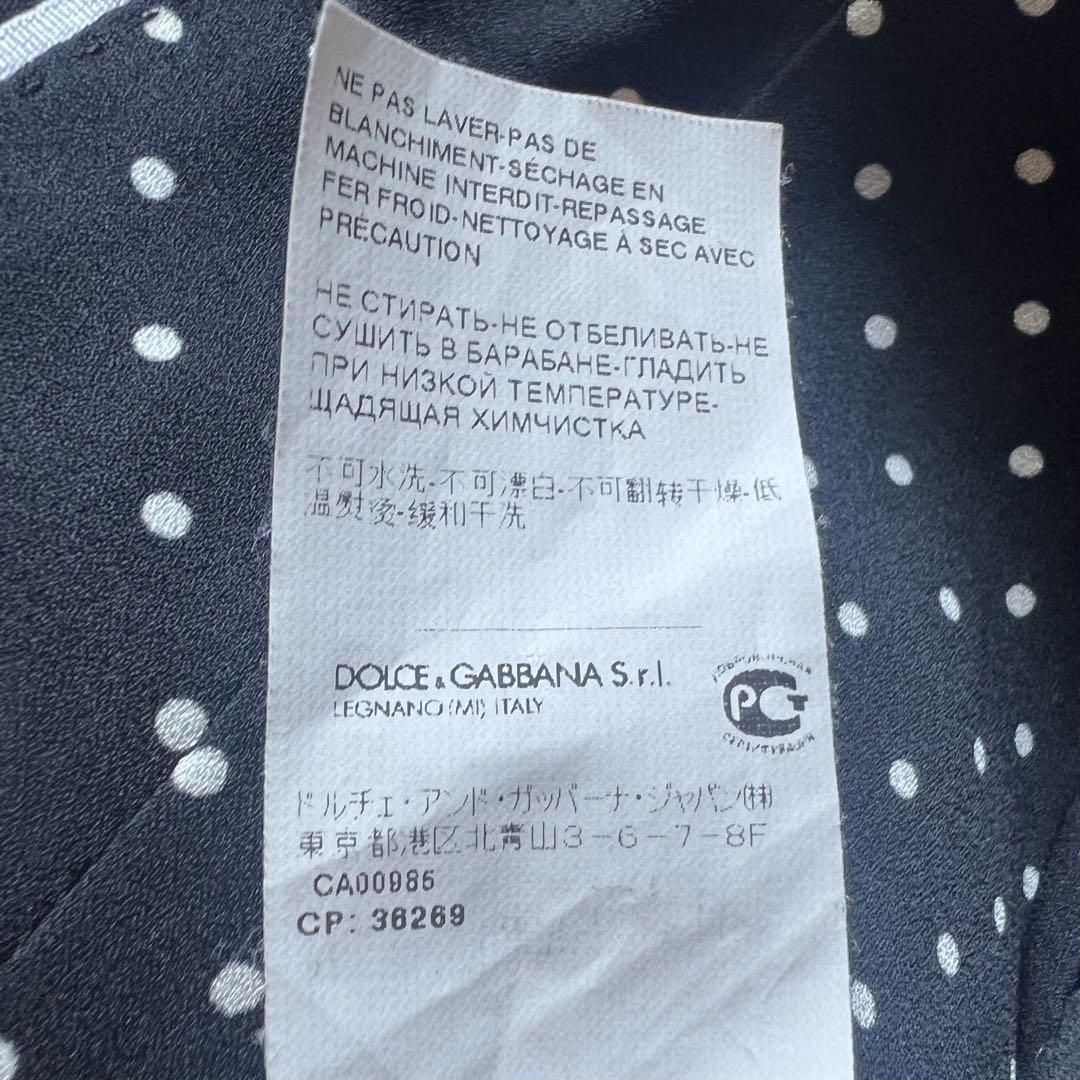 NE PAS LAVER-PAS DE
BLANCHIMENT-SÉCHAGE EN
MACHINE INTERDIT-REPASSAGE
FER FROID-NETTOYAGE À SEC AVEC
PRÉCAUTION
НЕ СТИРАТЬ-НЕ ОТБЕЛИВАТЬ-НЕ
СУШИТЬ В БАРАБАНЕ-ГЛАДИТЬ
ПРИ НИЗКОЙ ТЕМПЕРАТУРЕ-
ЩАДЯЩАЯ ХИМЧИСТКА
不可水洗-不可漂白-不可翻转干燥-低
温熨烫-缓和干洗
DOLCE & GABBANA S.r.l.
LEGNANO (MI) ITALY
РСТ
ドルチェ・アンド・ガッバーナ・ジャパン(株)
東京都港区北青山3-6-7-8F
CA00985
CP: 36269